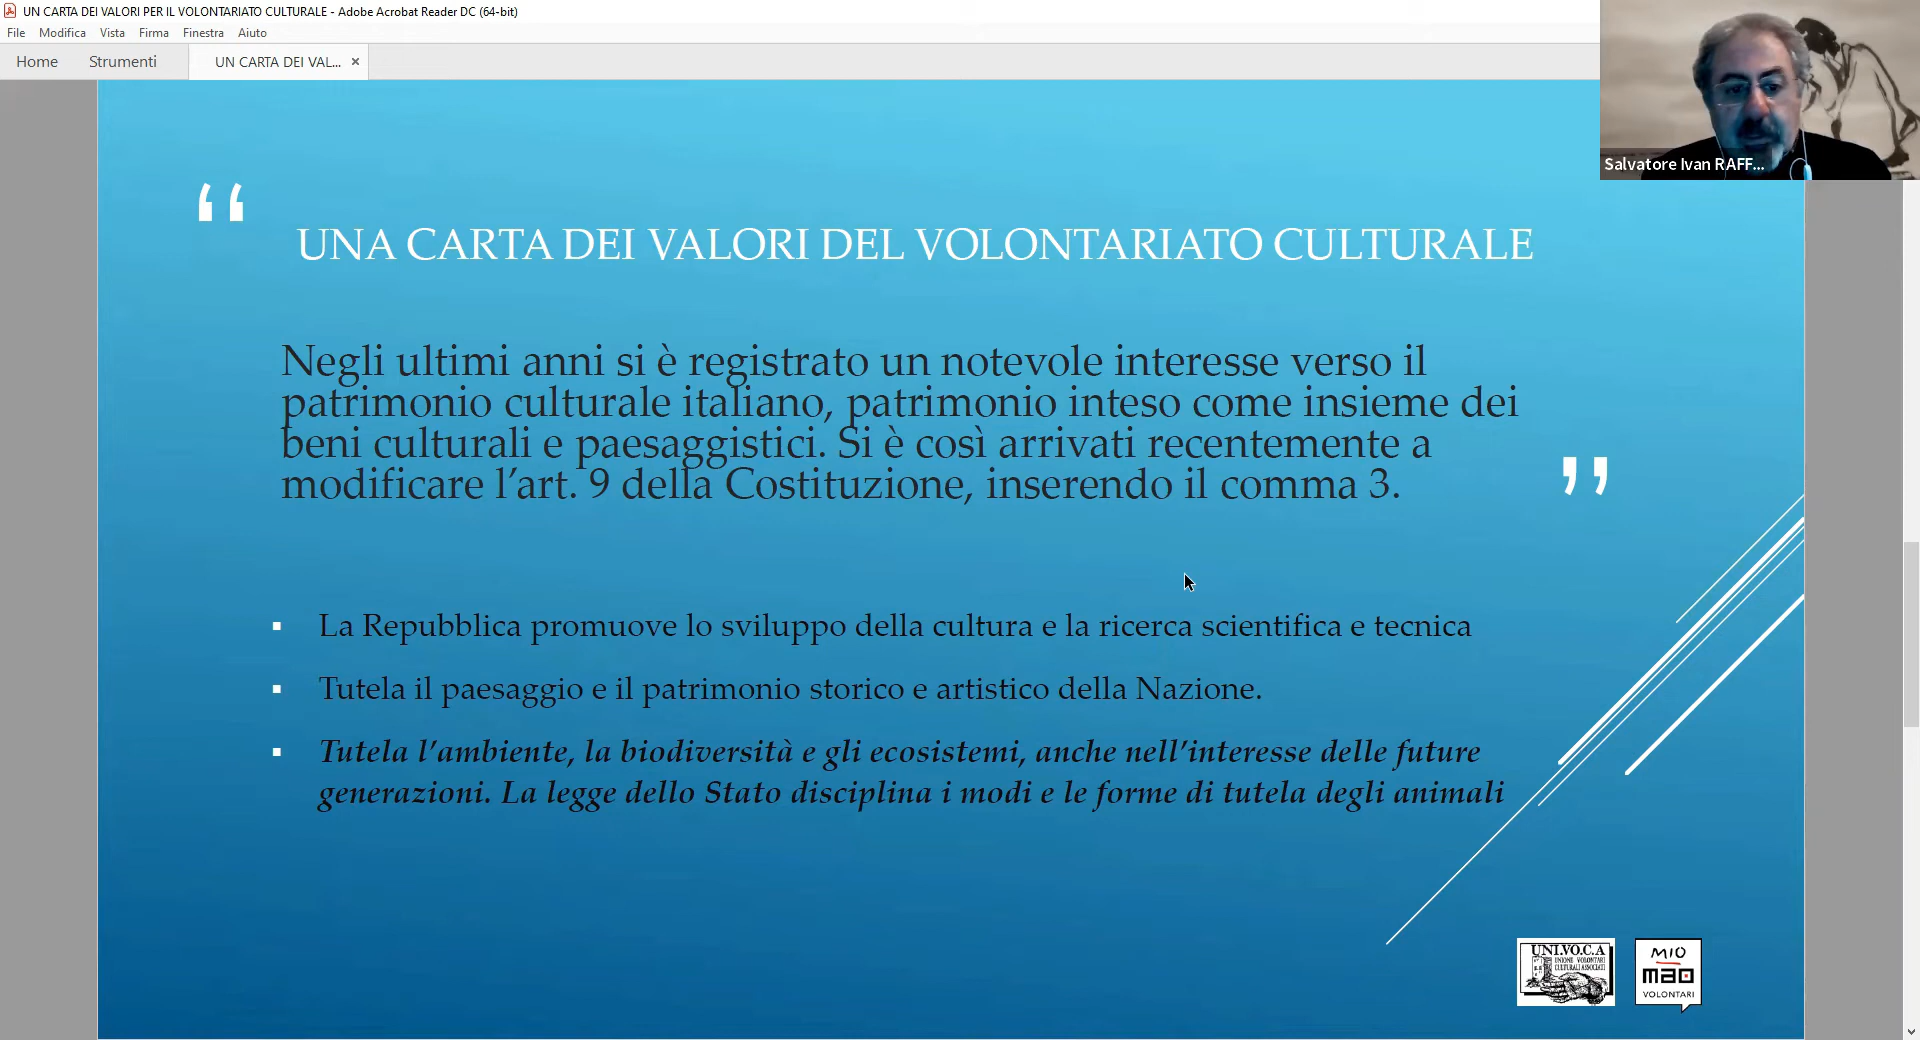 UN CARTA DEI VALORI PER IL VOLONTARIATO CULTURALE - Adobe Acrobat Reader DC (64-bit)
File Modifica Vista Firma Finestra Aiuto
Home Strumenti UN CARTA DEI VAL... ×
Salvatore Ivan RAFF...
“
UNA CARTA DEI VALORI DEL VOLONTARIATO CULTURALE
Negli ultimi anni si è registrato un notevole interesse verso il
patrimonio culturale italiano, patrimonio inteso come insieme dei
beni culturali e paesaggistici. Si è così arrivati recentemente a
modificare l’art. 9 della Costituzione, inserendo il comma 3.
”
▪ La Repubblica promuove lo sviluppo della cultura e la ricerca scientifica e tecnica
▪ Tutela il paesaggio e il patrimonio storico e artistico della Nazione.
▪ Tutela l’ambiente, la biodiversità e gli ecosistemi, anche nell’interesse delle future
generazioni. La legge dello Stato disciplina i modi e le forme di tutela degli animali
UNI.VO.C.A
UNIONE VOLONTARI
CULTURALI ASSOCIATI
MIO
MAO
VOLONTARI